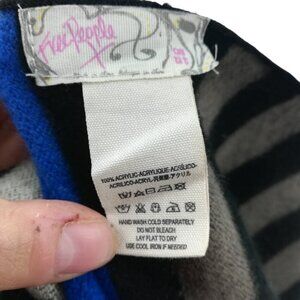 Free People
100% ACRYLIC-ACRYLIQUE-ACRÍLICO-
HAND WASH COLD SEPARATELY
DO NOT BLEACH
LAY FLAT TO DRY
USE COOL IRON IF NEEDED